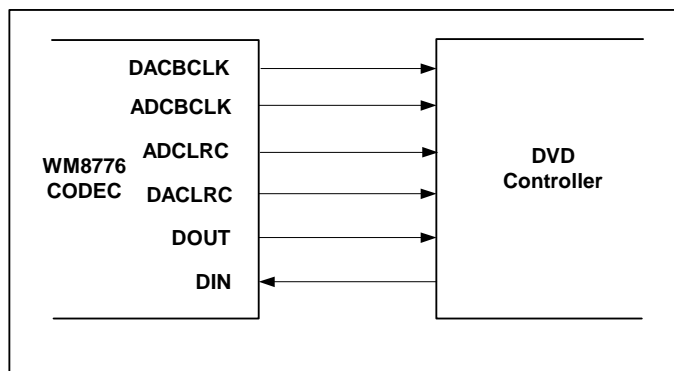 DACBCLK
ADCBCLK
ADCLRC
WM8776
CODEC
DACLRC
DOUT
DIN
DVD
Controller